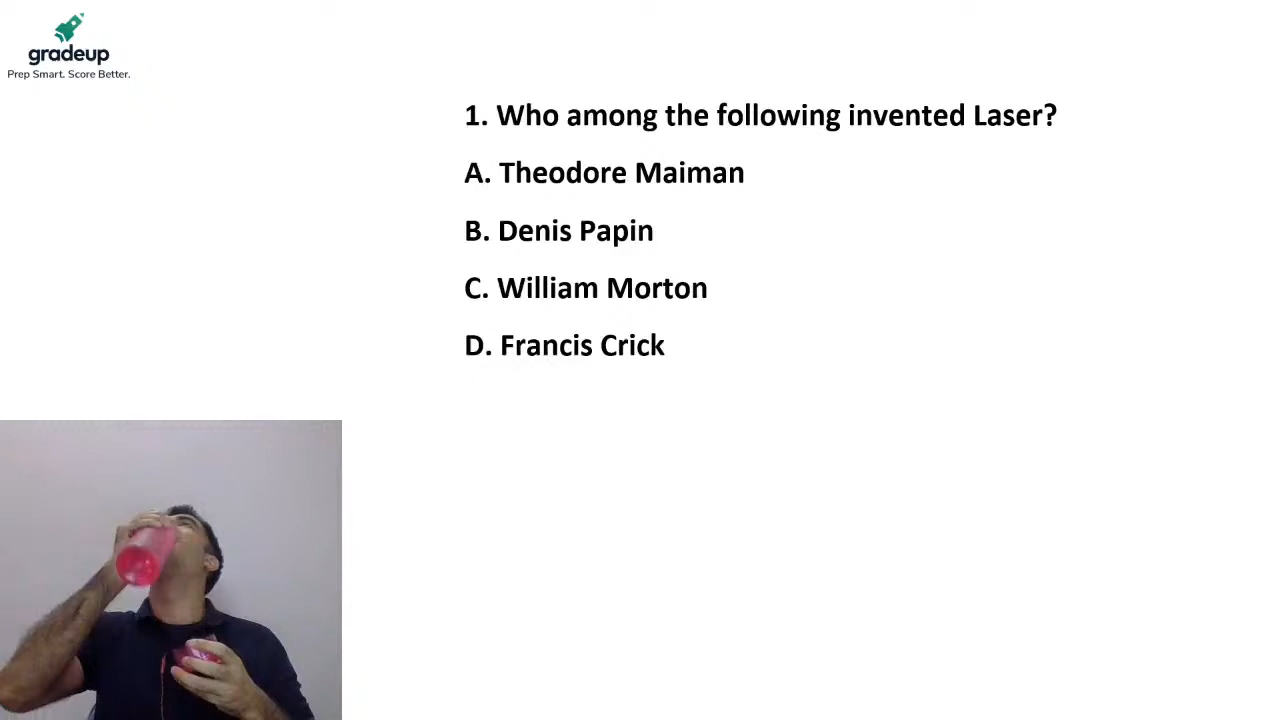 gradeup
Prep Smart. Score Better.
1. Who among the following invented Laser?
A. Theodore Maiman
B. Denis Papin
C. William Morton
D. Francis Crick